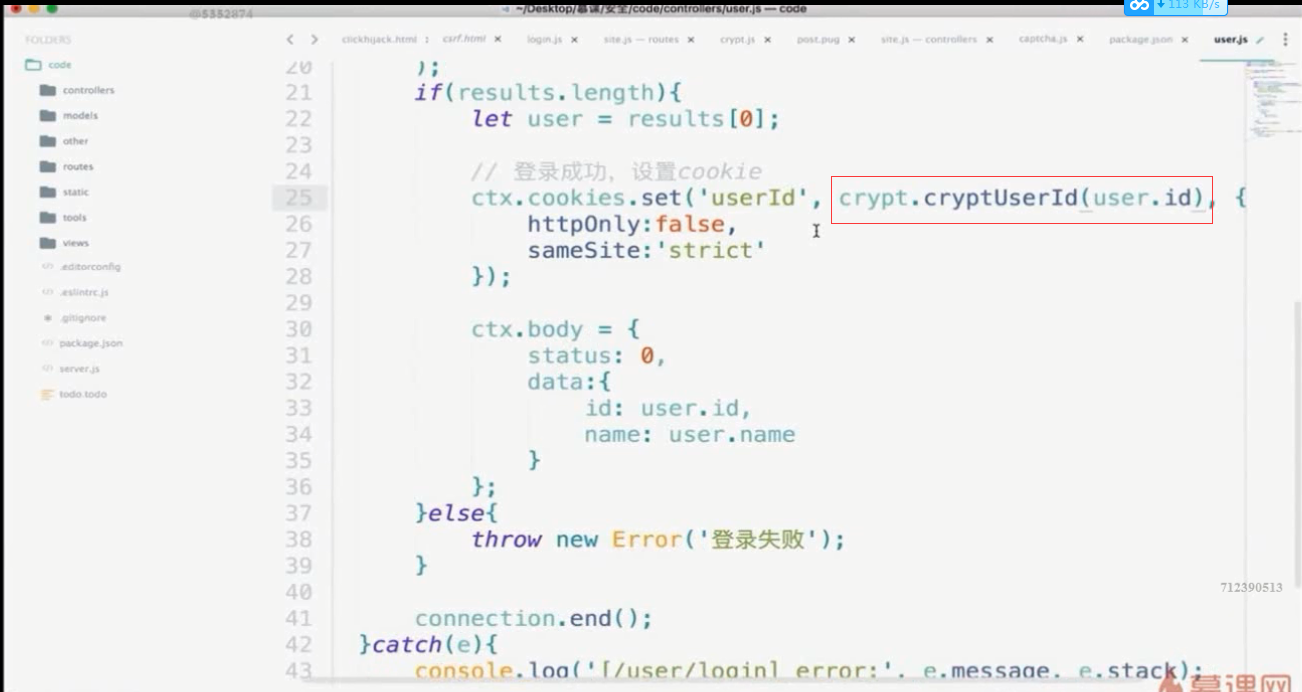 ~/Desktop/慕课/安全/code/controllers/user.js — code
113 KB/s
@5352874
FOLDERS
clickhijack.html
csrf.html
login.js
site.js — routes
crypt.js
post.pug
site.js — controllers
captcha.js
package.json
user.js
code
controllers
models
other
routes
static
tools
views
.editorconfig
.eslintrc.js
.gitignore
package.json
server.js
todo.todo
20 );
21 if(results.length){
22 let user = results[0];
23
24 // 登录成功，设置cookie
25 ctx.cookies.set('userId', crypt.cryptUserId(user.id), {
26 httpOnly:false,
27 sameSite:'strict'
28 });
29
30 ctx.body = {
31 status: 0,
32 data:{
33 id: user.id,
34 name: user.name
35 }
36 };
37 }else{
38 throw new Error('登录失败');
39 }
40
41 connection.end();
42 }catch(e){
43 console.log('[/user/login] error:', e.message, e.stack);
712390513
慕课网